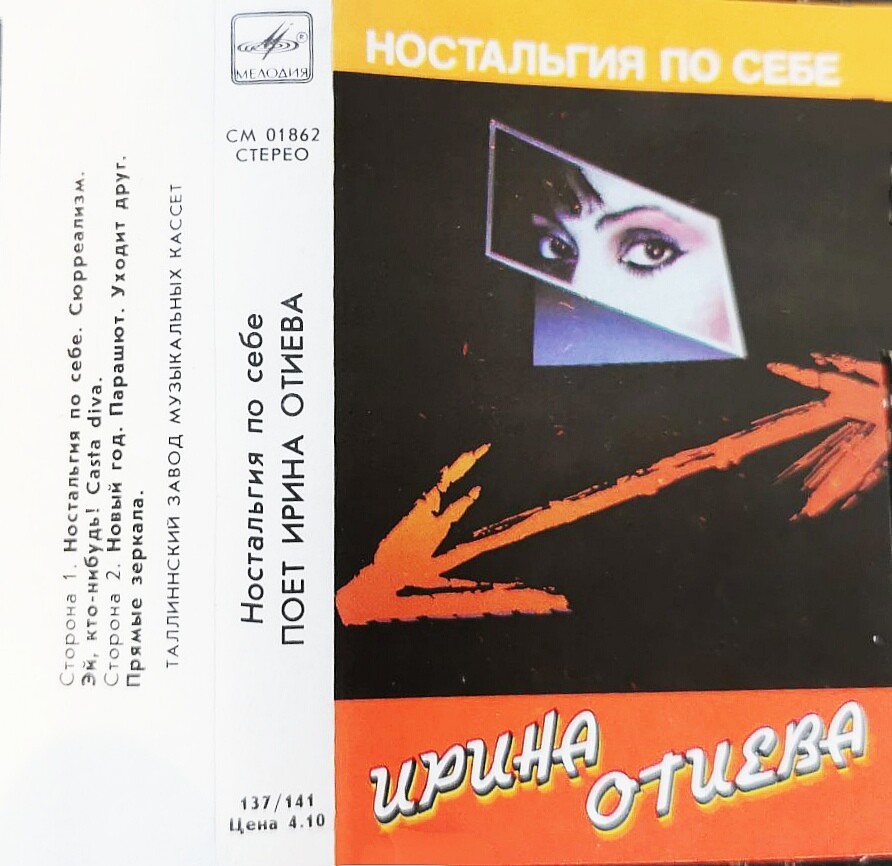 Сторона 1. Ностальгия по себе. Сюрреализм.
Эй, кто-нибудь! Casta diva.
Сторона 2. Новый год. Парашют. Уходит друг.
Прямые зеркала.
ТАЛЛИННСКИЙ ЗАВОД МУЗЫКАЛЬНЫХ КАССЕТ
МЕЛОДИЯ
®
СМ 01862
СТЕРЕО
Ностальгия по себе
ПОЕТ ИРИНА ОТИЕВА
137/141
Цена 4.10
НОСТАЛЬГИЯ ПО СЕБЕ
ИРИНА
ОТИЕВА